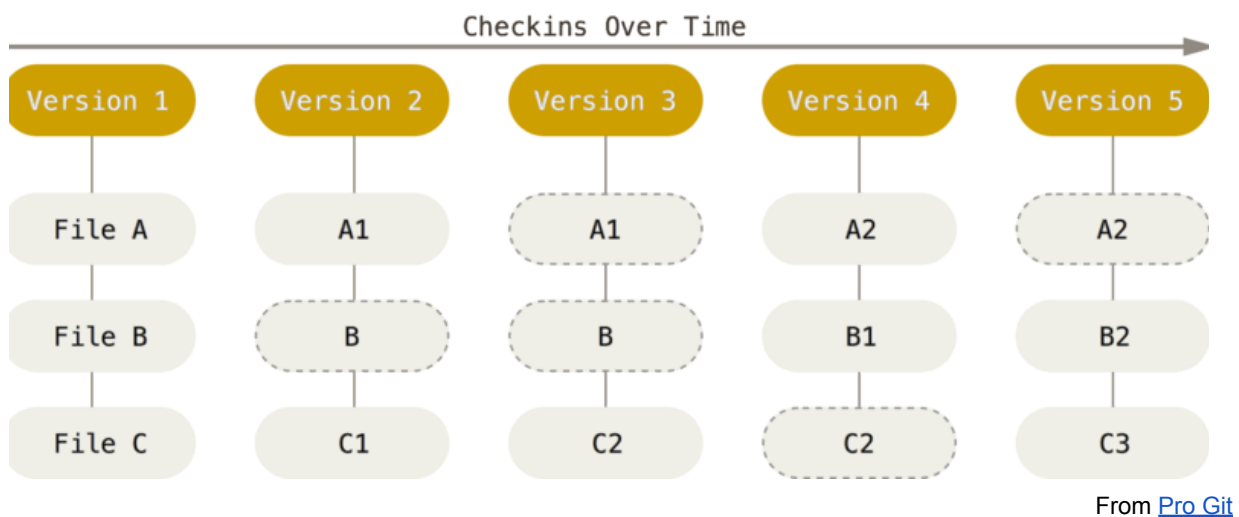 Checkins Over Time
Version 1 Version 2 Version 3 Version 4 Version 5
File A A1 A1 A2 A2
File B B B B1 B2
File C C1 C2 C2 C3
From Pro Git